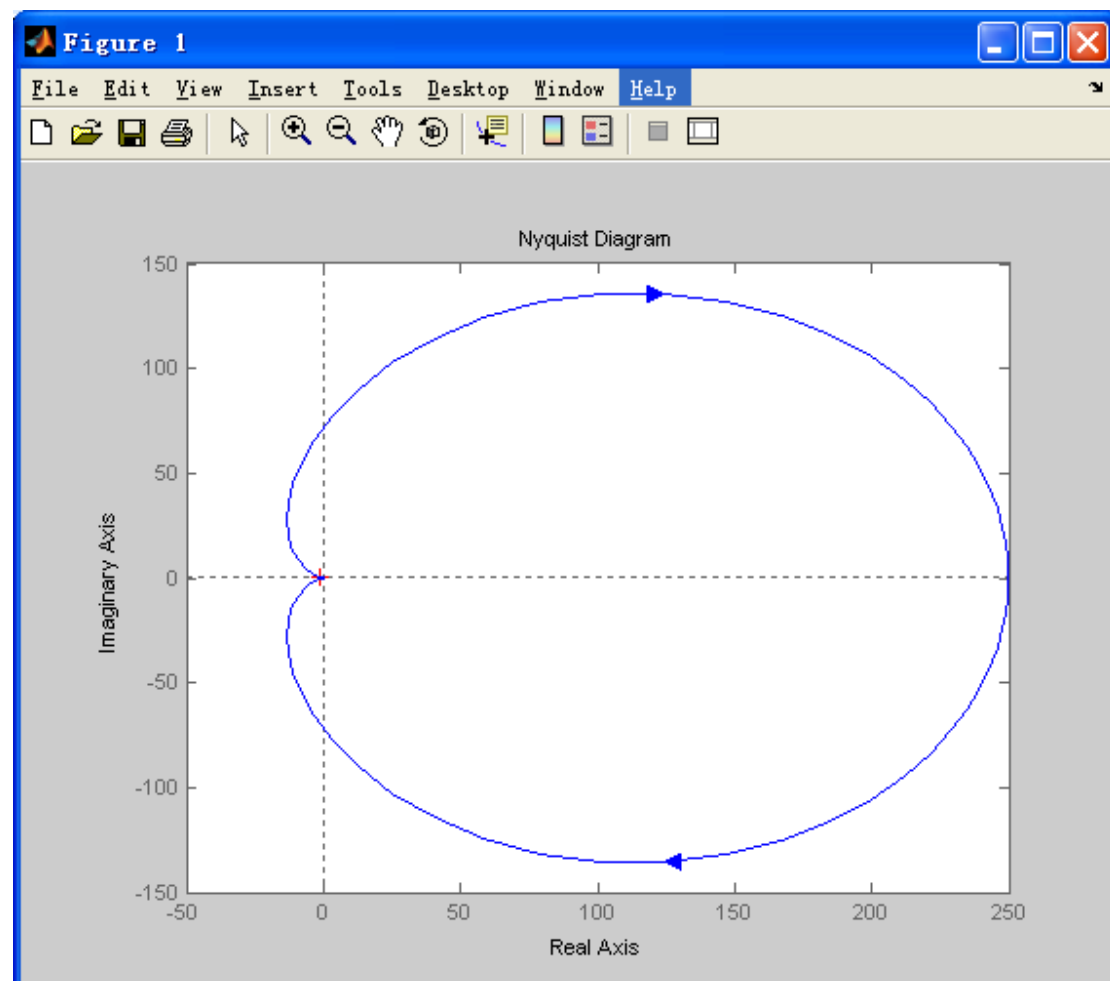 Figure 1
File Edit View Insert Tools Desktop Window Help
Nyquist Diagram
150
100
50
0
-50
-100
-150
Imaginary Axis
-50 0 50 100 150 200 250
Real Axis